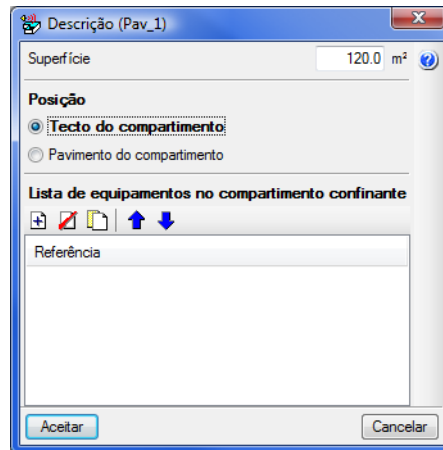 Descrição (Pav_1)
Superfície 120.0 m²
Posição
Tecto do compartimento
Pavimento do compartimento
Lista de equipamentos no compartimento confinante
Referência
Aceitar Cancelar